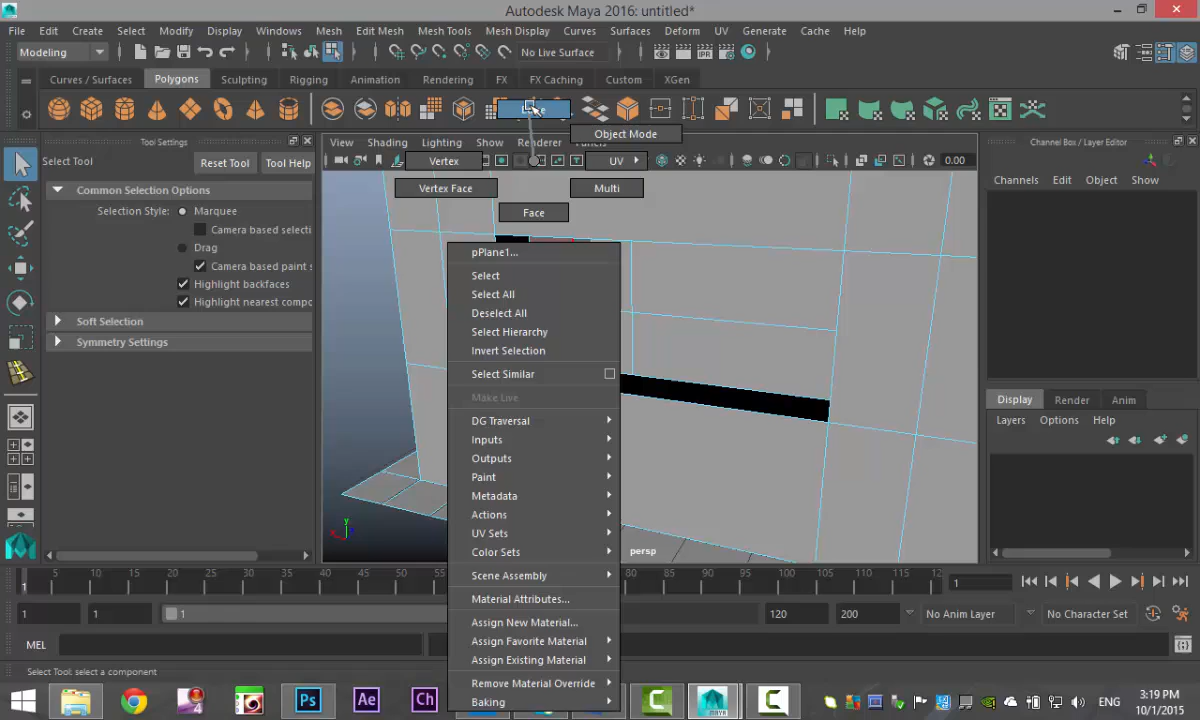 Autodesk Maya 2016: untitled*
File Edit Create Select Modify Display Windows Mesh Edit Mesh Mesh Tools Mesh Display Curves Surfaces Deform UV Generate Cache Help
Modeling No Live Surface
Curves / Surfaces Polygons Sculpting Rigging Animation Rendering FX FX Caching Custom XGen
Object Mode
Tool Settings
View Shading Lighting Show Renderer Panels
Channel Box / Layer Editor
Select Tool Reset Tool Tool Help
Vertex UV 0.00
Channels Edit Object Show
Common Selection Options
Vertex Face Multi
Selection Style: Marquee
Face
Camera based selecti
Drag
Camera based paint s
Highlight backfaces
Highlight nearest compo
Soft Selection
Symmetry Settings
pPlane1...
Select
Select All
Deselect All
Select Hierarchy
Invert Selection
Select Similar
Make Live
DG Traversal
Inputs
Outputs
Paint
Metadata
Actions
UV Sets
Color Sets
Scene Assembly
Material Attributes...
Assign New Material...
Assign Favorite Material
Assign Existing Material
Remove Material Override
Baking
Display Render Anim
Layers Options Help
y
persp
1 5 10 15 20 25 30 35 40 45 50 55 80 85 90 95 100 105 110 115 12
1
1 1 1 120 200 No Anim Layer No Character Set
MEL
Select Tool: select a component
Ps Ae Ch
ENG
3:19 PM
10/1/2015